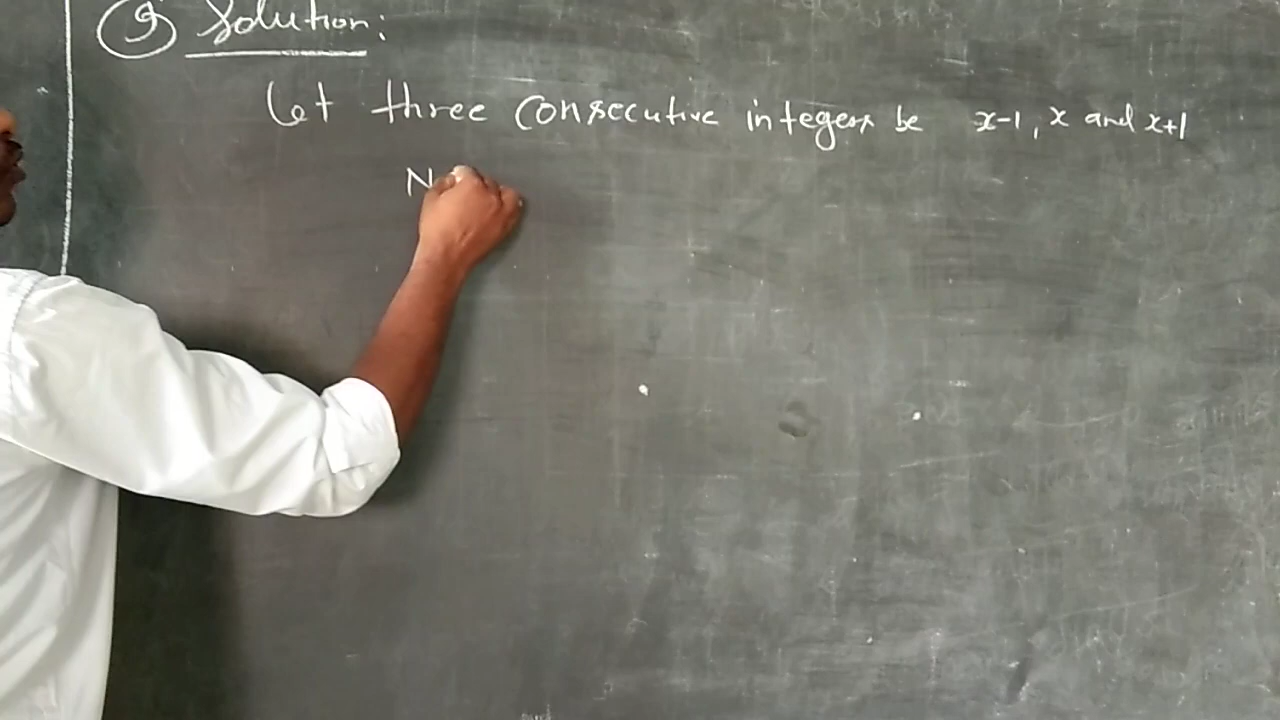 9 Solution:
Let three consecutive integers be x-1, x and x+1
N